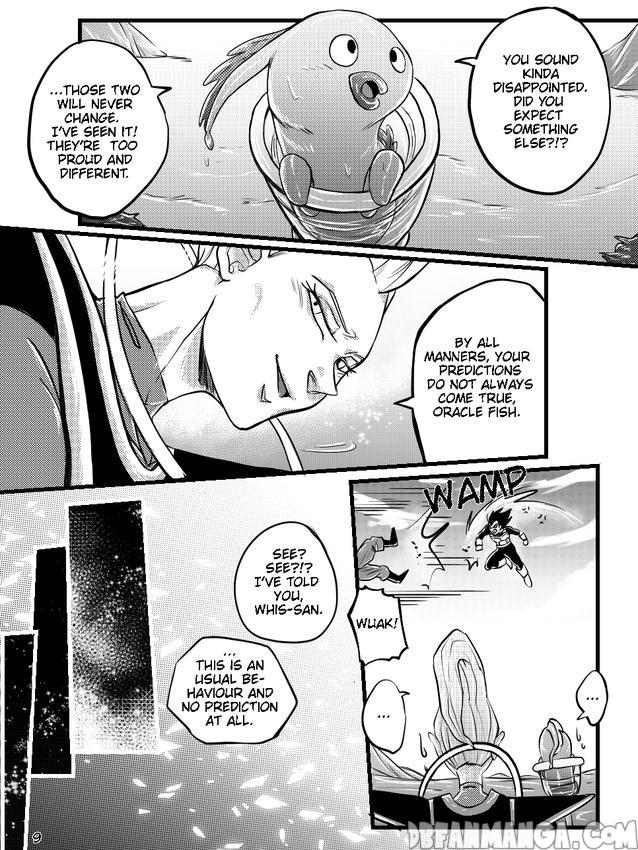 YOU SOUND
KINDA
DISAPPOINTED.
DID YOU
EXPECT
SOMETHING
ELSE?!?
...THOSE TWO
WILL NEVER
CHANGE.
I'VE SEEN IT!
THEY'RE TOO
PROUD AND
DIFFERENT.
BY ALL
MANNERS, YOUR
PREDICTIONS
DO NOT ALWAYS
COME TRUE,
ORACLE FISH.
WAMP
WUAK!
...
...
SEE?
SEE?!?
I'VE TOLD
YOU,
WHIS-SAN.
...
THIS IS AN
USUAL BE-
HAVIOUR AND
NO PREDICTION
AT ALL.
9
DBFANMANGA.COM